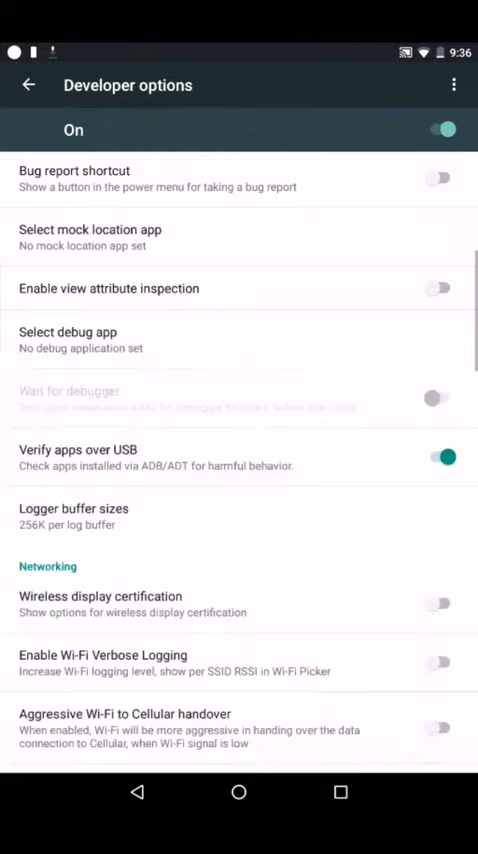 9:36
Developer options
On
Bug report shortcut
Show a button in the power menu for taking a bug report
Select mock location app
No mock location app set
Enable view attribute inspection
Select debug app
No debug application set
Wait for debugger
Verify apps over USB
Check apps installed via ADB/ADT for harmful behavior.
Logger buffer sizes
256K per log buffer
Networking
Wireless display certification
Show options for wireless display certification
Enable Wi-Fi Verbose Logging
Increase Wi-Fi logging level, show per SSID RSSI in Wi-Fi Picker
Aggressive Wi-Fi to Cellular handover
When enabled, Wi-Fi will be more aggressive in handing over the data
connection to Cellular, when Wi-Fi signal is low